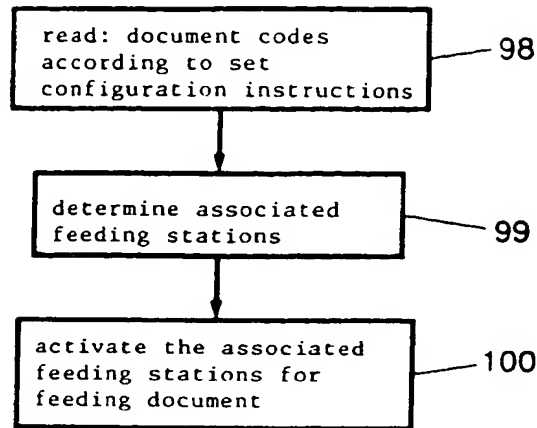 read: document codes
according to set
configuration instructions
98
determine associated
feeding stations
99
activate the associated
feeding stations for
feeding document
100